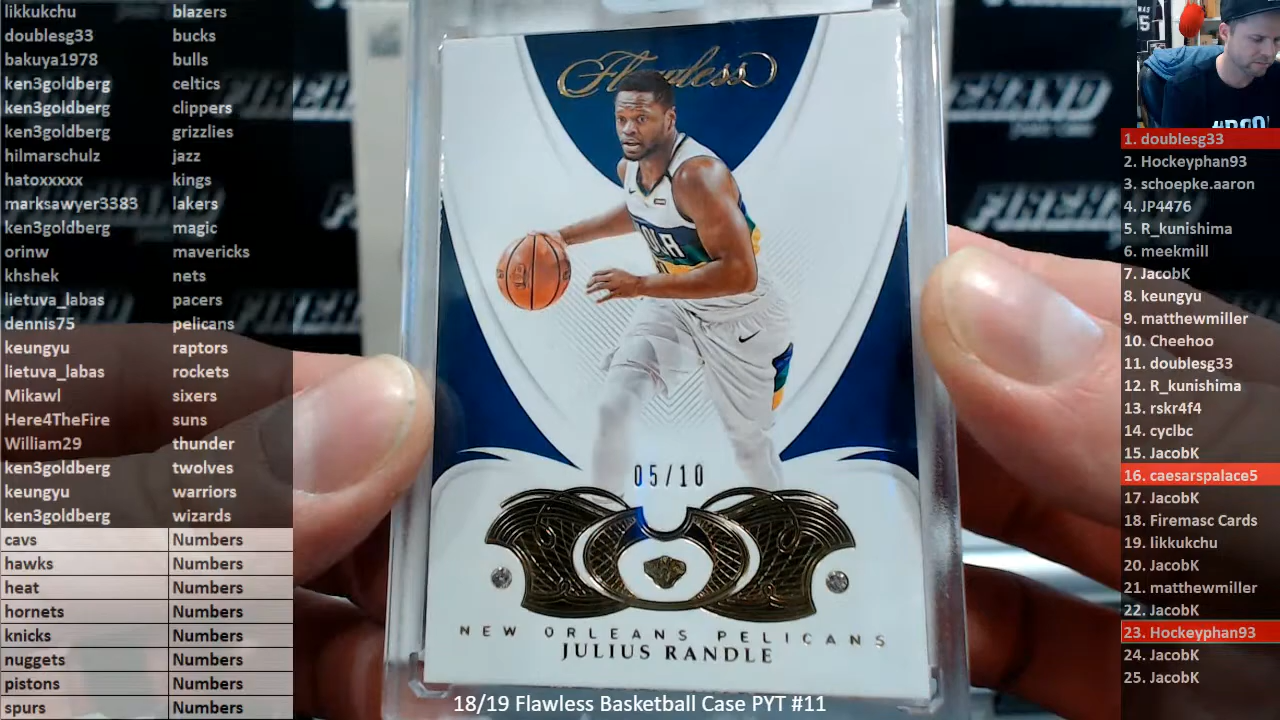 likkukchu blazers
doublesg33 bucks
bakuya1978 bulls
ken3goldberg celtics
ken3goldberg clippers
ken3goldberg grizzlies
hilmarschulz jazz
hatoxxxxx kings
marksawyer3383 lakers
ken3goldberg magic
orinw mavericks
khshek nets
lietuva_labas pacers
dennis75 pelicans
keungyu raptors
lietuva_labas rockets
Mikawl sixers
Here4TheFire suns
William29 thunder
ken3goldberg twolves
keungyu warriors
ken3goldberg wizards
cavs Numbers
hawks Numbers
heat Numbers
hornets Numbers
knicks Numbers
nuggets Numbers
pistons Numbers
spurs Numbers
Flawless
05/10
NEW ORLEANS PELICANS
JULIUS RANDLE
18/19 Flawless Basketball Case PYT #11
1. doublesg33
2. Hockeyphan93
3. schoepke.aaron
4. JP4476
5. R_kunishima
6. meekmill
7. JacobK
8. keungyu
9. matthewmiller
10. Cheehoo
11. doublesg33
12. R_kunishima
13. rskr4f4
14. cyclbc
15. JacobK
16. caesarspalace5
17. JacobK
18. Firemasc Cards
19. likkukchu
20. JacobK
21. matthewmiller
22. JacobK
23. Hockeyphan93
24. JacobK
25. JacobK